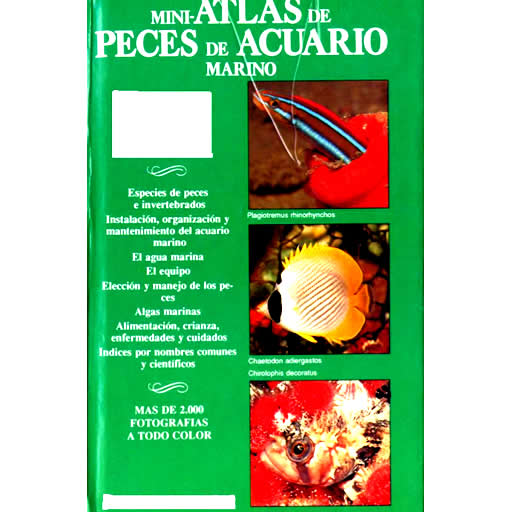 MINI-ATLAS DE
PECES DE ACUARIO
MARINO
Especies de peces
e invertebrados
Instalación, organización y
mantenimiento del acuario
marino
El agua marina
El equipo
Elección y manejo de los pe-
ces
Algas marinas
Alimentación, crianza,
enfermedades y cuidados
Indices por nombres comunes
y científicos
MAS DE 2.000
FOTOGRAFIAS
A TODO COLOR
Plagiotremus rhinorhynchos
Chaetodon adiergastos
Chirolophis decoratus